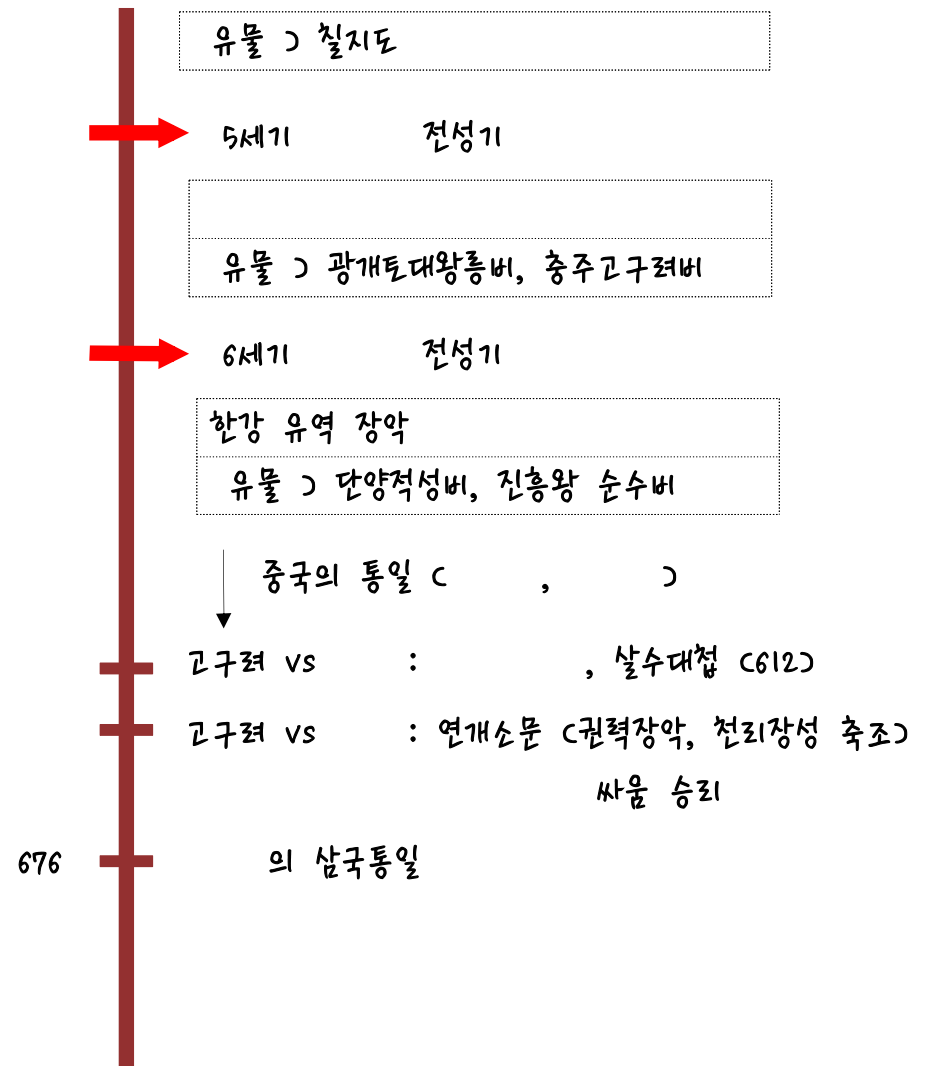 유물 ) 칠지도
5세기 전성기
유물 ) 광개토대왕릉비, 충주고구려비
6세기 전성기
한강 유역 장악
유물 ) 단양적성비, 진흥왕 순수비
중국의 통일 ( , )
고구려 vs : , 살수대첩 (612)
고구려 vs : 연개소문 (권력장악, 천리장성 축조)
싸움 승리
676 의 삼국통일